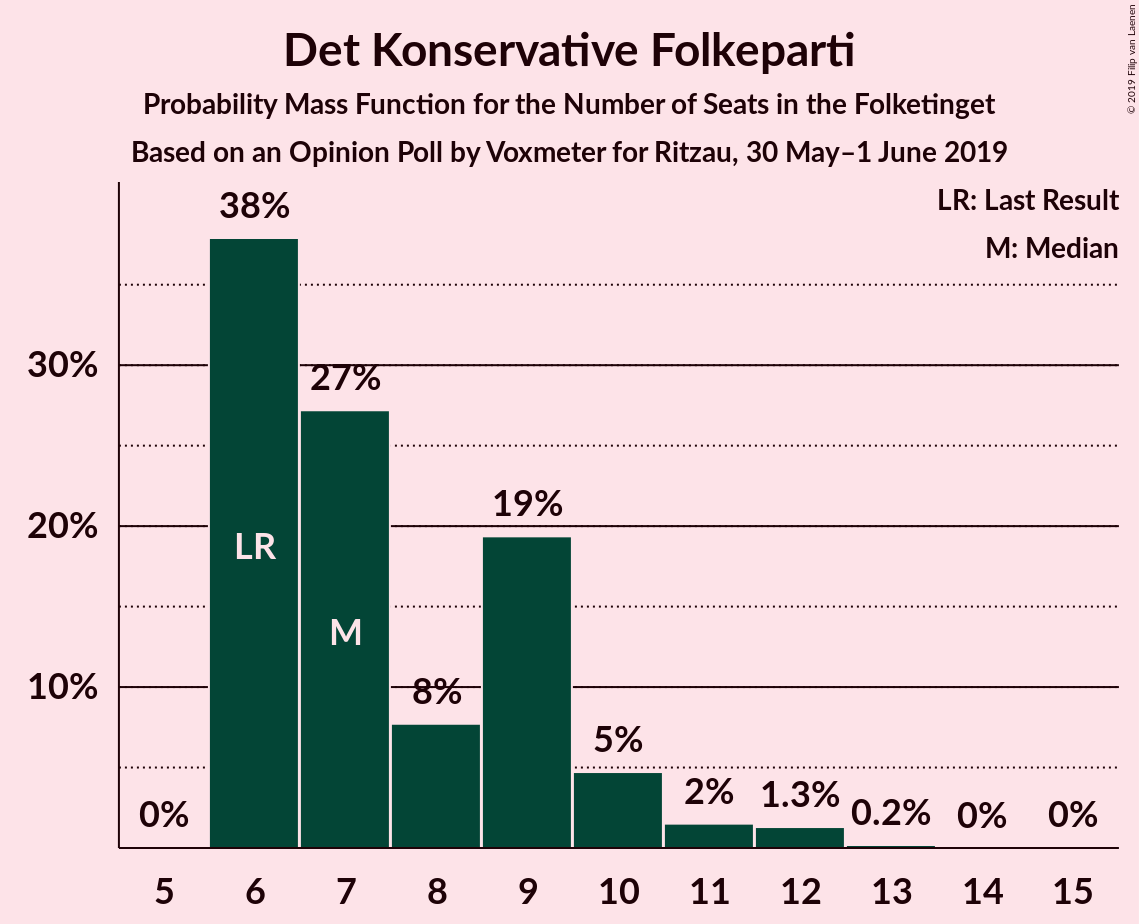 Det Konservative Folkeparti
Probability Mass Function for the Number of Seats in the Folketinget
Based on an Opinion Poll by Voxmeter for Ritzau, 30 May–1 June 2019
© 2019 Filip van Laenen
LR: Last Result
M: Median
38%
30%
27%
20%
19%
LR
M
10%
8%
5%
2%
1.3%
0.2%
0%
0%
0%
5 6 7 8 9 10 11 12 13 14 15